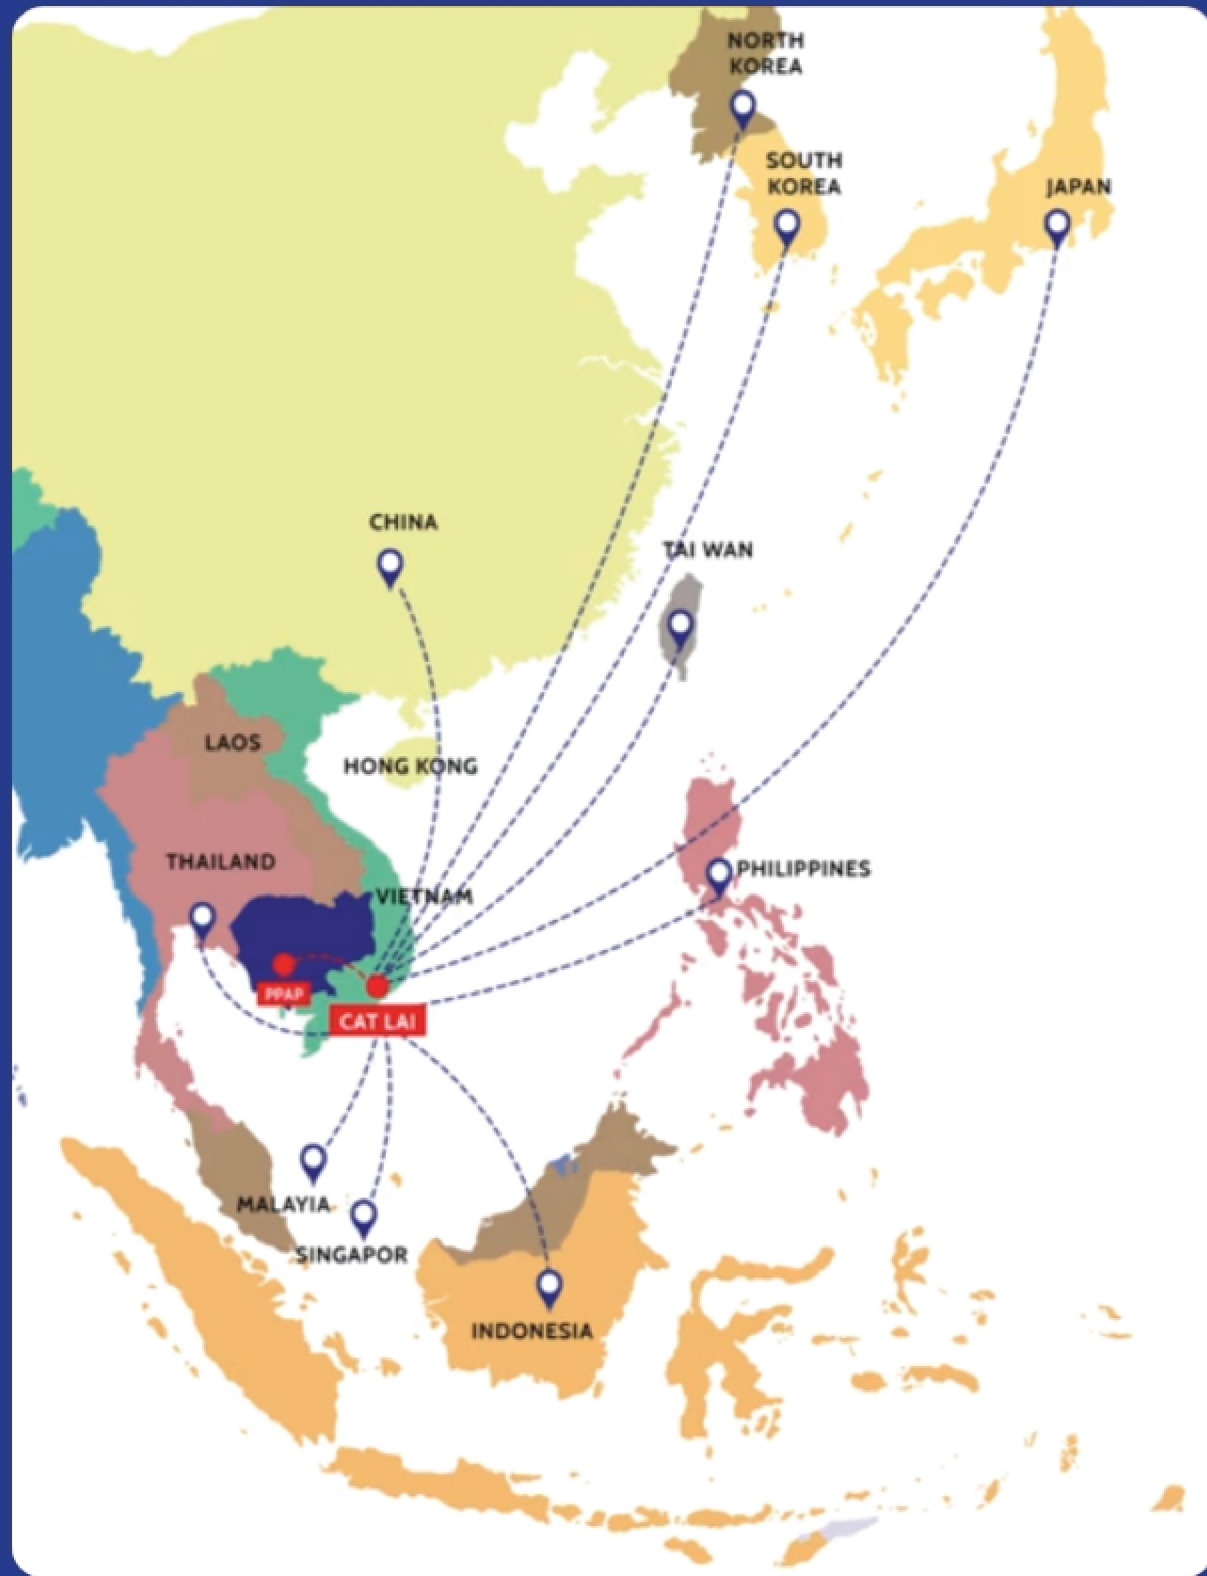 NORTH
KOREA
SOUTH
KOREA
JAPAN
CHINA
TAI WAN
LAOS
HONG KONG
THAILAND
PHILIPPINES
VIETNAM
PPAP
CAT LAI
MALAYIA
SINGAPOR
INDONESIA